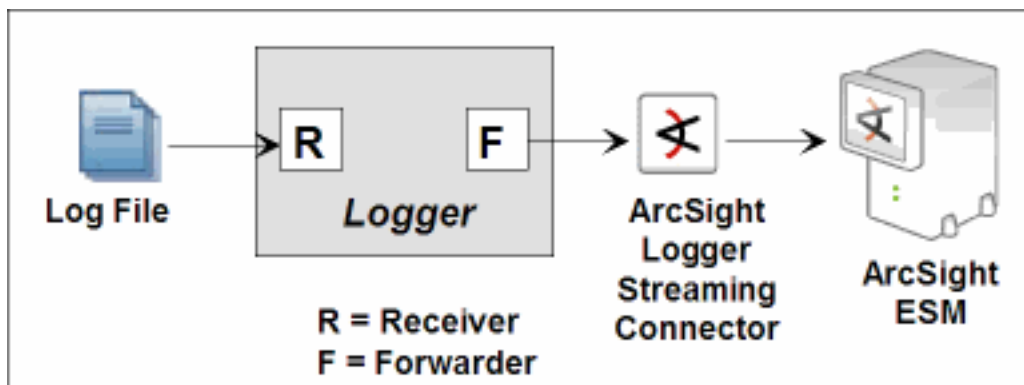 R
F
Logger
Log File
ArcSight
Logger
Streaming
Connector
ArcSight
ESM
R = Receiver
F = Forwarder